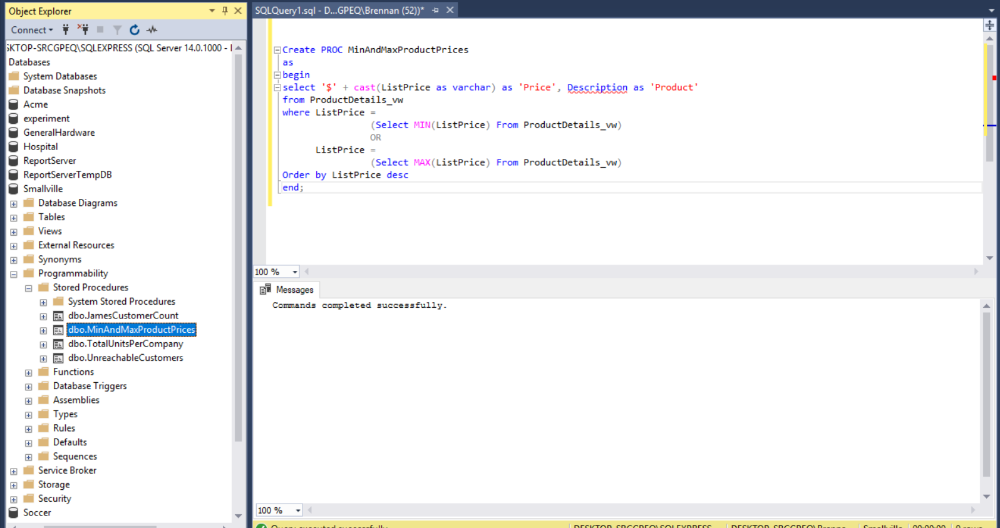 Object Explorer
Connect
SKTOP-SRCGPEQ\SQLEXPRESS (SQL Server 14.0.1000 -
Databases
System Databases
Database Snapshots
Acme
experiment
GeneralHardware
Hospital
ReportServer
ReportServerTempDB
Smallville
Database Diagrams
Tables
Views
External Resources
Synonyms
Programmability
Stored Procedures
System Stored Procedures
dbo.JamesCustomerCount
dbo.MinAndMaxProductPrices
dbo.TotalUnitsPerCompany
dbo.UnreachableCustomers
Functions
Database Triggers
Assemblies
Types
Rules
Defaults
Sequences
Service Broker
Storage
Security
Soccer
SQLQuery1.sql - D...GPEQ\Brennan (52))*
Create PROC MinAndMaxProductPrices
as
begin
select '$' + cast(ListPrice as varchar) as 'Price', Description as 'Product'
from ProductDetails_vw
where ListPrice =
(Select MIN(ListPrice) From ProductDetails_vw)
OR
ListPrice =
(Select MAX(ListPrice) From ProductDetails_vw)
Order by ListPrice desc
end;
100 %
Messages
Commands completed successfully.
100 %
Query executed successfully DESKTOP-SRCGPEQ\SQLEXPRESS DESKTOP-SRCGPEQ\Brenna... Smallville 00:00:00 0 rows